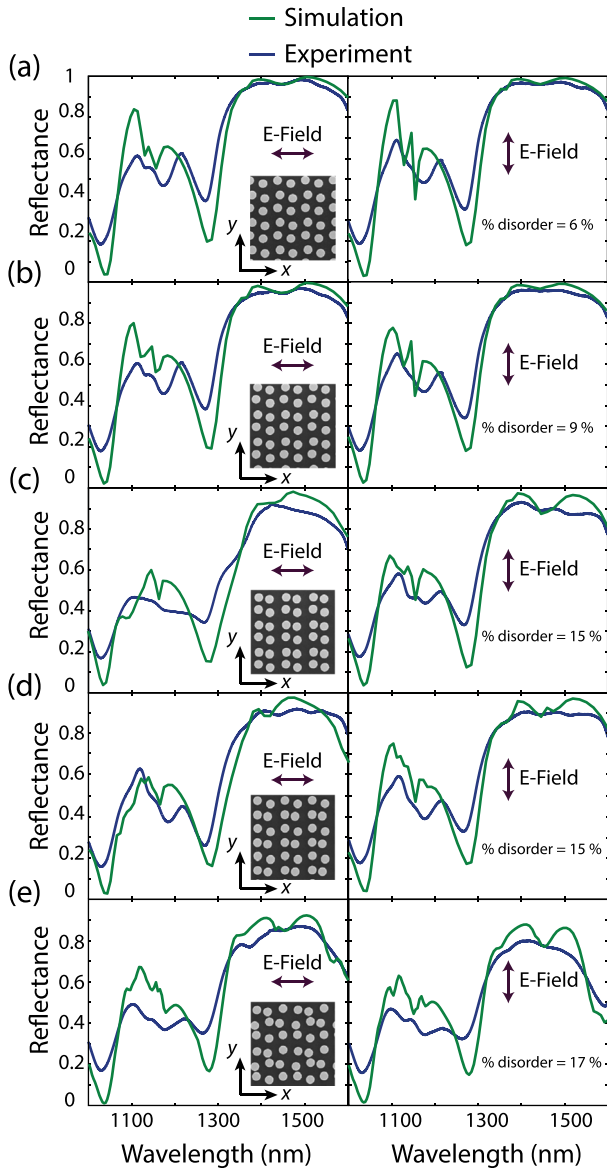 Simulation
Experiment
(a)
1
0.8
0.6
0.4
0.2
0
Reflectance
E-Field
y
x
E-Field
% disorder = 6 %
(b)
0.8
0.6
0.4
0.2
0
Reflectance
E-Field
y
x
E-Field
% disorder = 9 %
(c)
0.8
0.6
0.4
0.2
0
Reflectance
E-Field
y
x
E-Field
% disorder = 15 %
(d)
0.8
0.6
0.4
0.2
0
Reflectance
E-Field
y
x
E-Field
% disorder = 15 %
(e)
0.8
0.6
0.4
0.2
0
Reflectance
E-Field
y
x
E-Field
% disorder = 17 %
1100 1300 1500 1100 1300 1500
Wavelength (nm) Wavelength (nm)